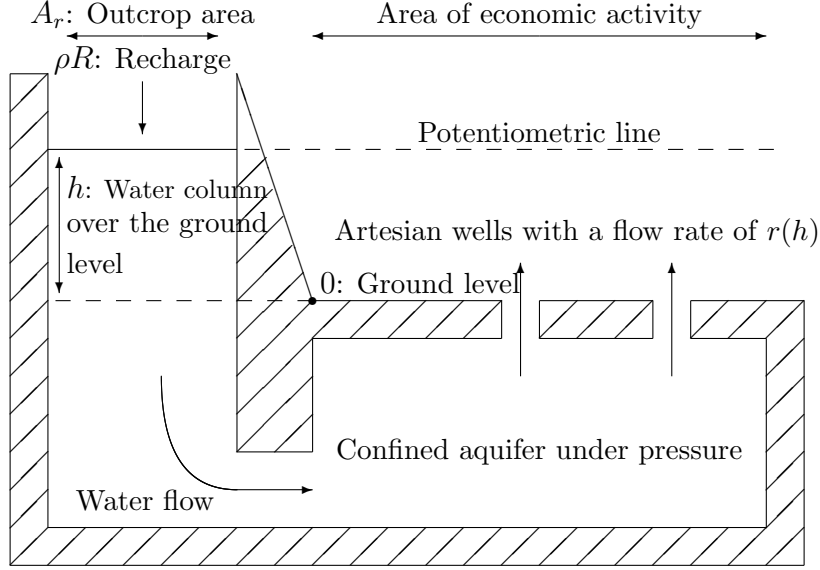 A_r: Outcrop area
Area of economic activity
ρR: Recharge
Potentiometric line
h: Water column
over the ground
level
Artesian wells with a flow rate of r(h)
0: Ground level
Confined aquifer under pressure
Water flow